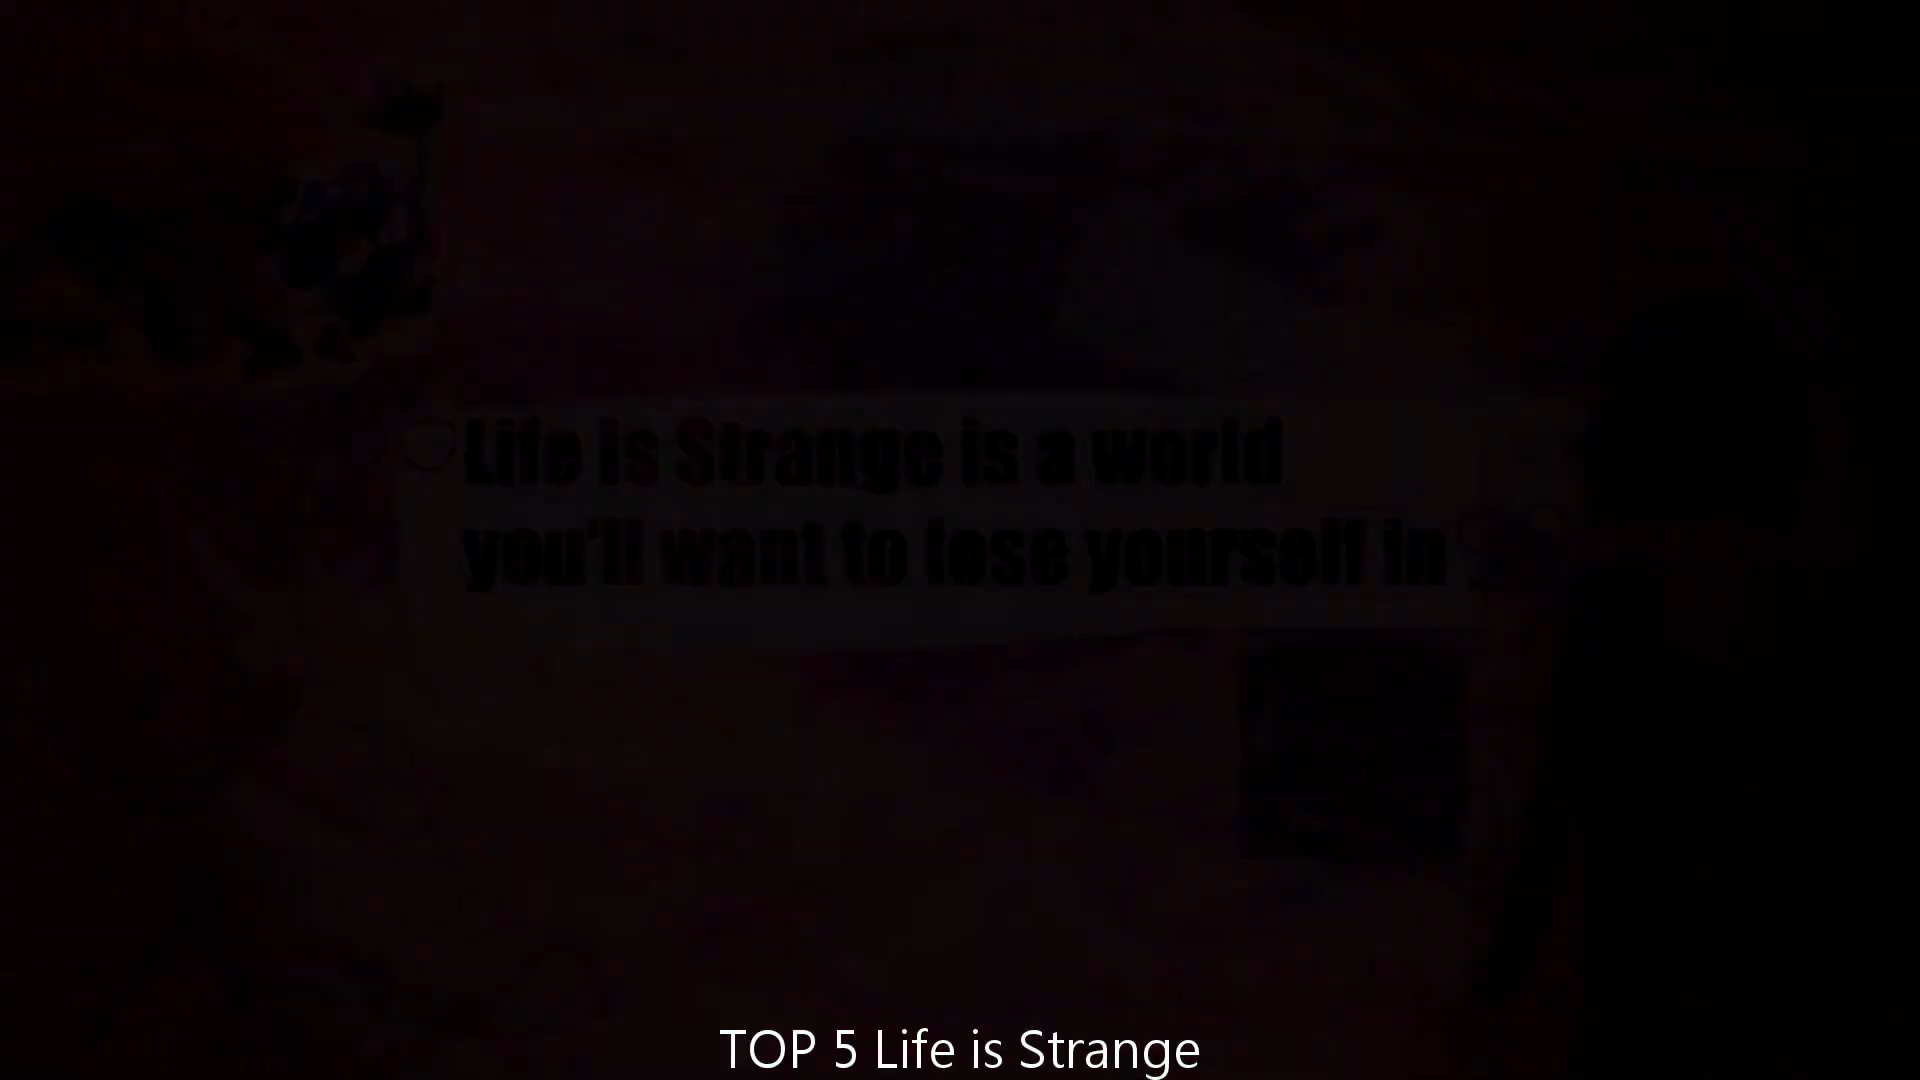 Life is Strange is a world
you'll want to lose yourself in
TOP 5 Life is Strange